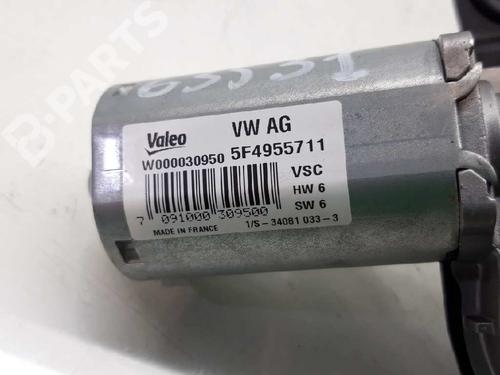 B-PARTS
Valeo VW AG
W000030950 5F4955711
VSC
HW 6
SW 6
7 091000 309500
MADE IN FRANCE 1/S - 34081 033 - 3